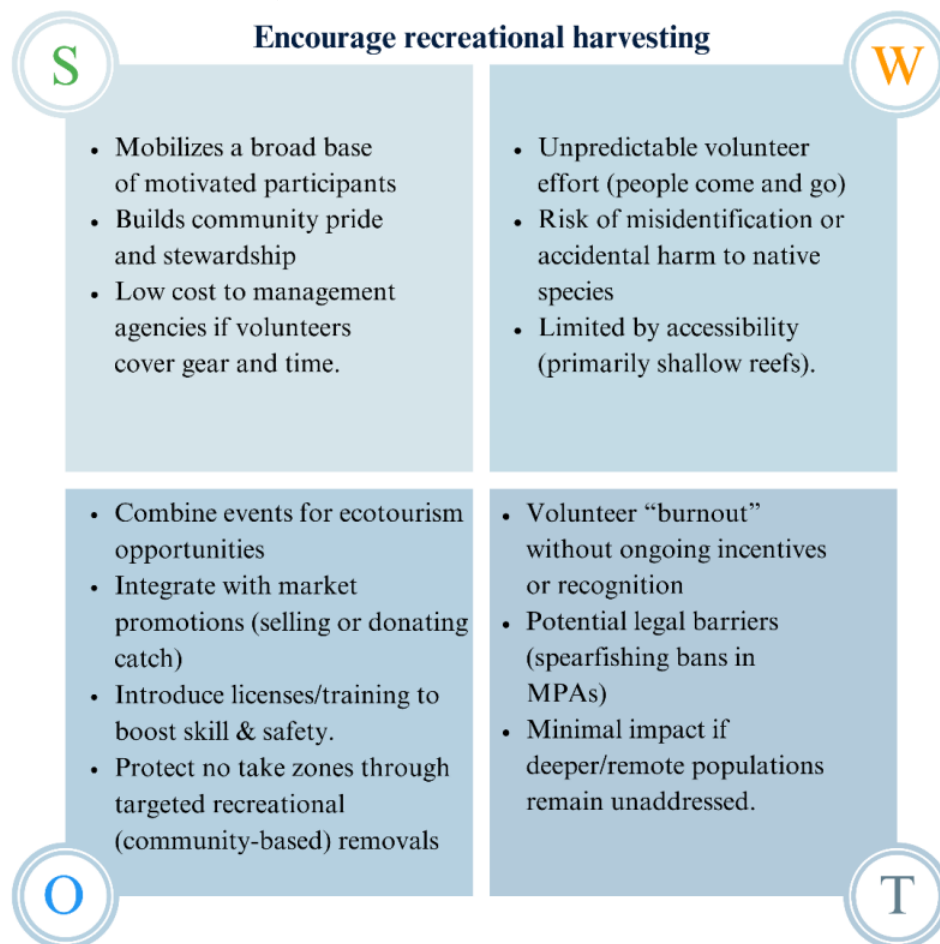 S
Encourage recreational harvesting
W
• Mobilizes a broad base
of motivated participants
• Builds community pride
and stewardship
• Low cost to management
agencies if volunteers
cover gear and time.
• Unpredictable volunteer
effort (people come and go)
• Risk of misidentification or
accidental harm to native
species
• Limited by accessibility
(primarily shallow reefs).
• Combine events for ecotourism
opportunities
• Integrate with market
promotions (selling or donating
catch)
• Introduce licenses/training to
boost skill & safety.
• Protect no take zones through
targeted recreational
(community-based) removals
• Volunteer “burnout”
without ongoing incentives
or recognition
• Potential legal barriers
(spearfishing bans in
MPAs)
• Minimal impact if
deeper/remote populations
remain unaddressed.
O
T